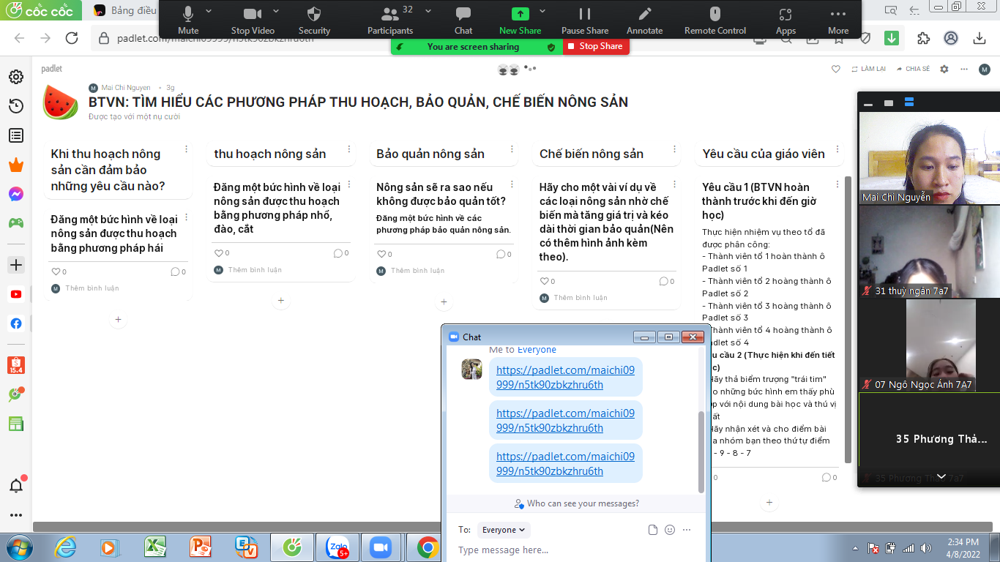 cốc cốc
Bảng điều
Mute
Stop Video
Security
32
Participants
Chat
New Share
Pause Share
Annotate
Remote Control
Apps
More
padlet.com/maichi09999/n5tk90zbkzhru6th
You are screen sharing
Stop Share
padlet
LÀM LẠI
CHIA SẺ
M
M Mai Chi Nguyen • 3g
BTVN: TÌM HIỂU CÁC PHƯƠNG PHÁP THU HOẠCH, BẢO QUẢN, CHẾ BIẾN NÔNG SẢN
Được tạo với một nụ cười
Khi thu hoạch nông
sản cần đảm bảo
những yêu cầu nào?
Đăng một bức hình về loại
nông sản được thu hoạch
bằng phương pháp hái
0
0
M Thêm bình luận
thu hoạch nông sản
Đăng một bức hình về loại
nông sản được thu hoạch
bằng phương pháp nhổ,
đào, cắt
0
0
M Thêm bình luận
Bảo quản nông sản
Nông sản sẽ ra sao nếu
không được bảo quản tốt?
Đăng một bức hình về các
phương pháp bảo quản nông sản.
0
0
M Thêm bình luận
Chế biến nông sản
Hãy cho một vài ví dụ về
các loại nông sản nhờ chế
biến mà tăng giá trị và kéo
dài thời gian bảo quản(Nên
có thêm hình ảnh kèm
theo).
0
0
M Thêm bình luận
Yêu cầu của giáo viên
Yêu cầu 1 (BTVN hoàn
thành trước khi đến giờ
học)
Thực hiện nhiệm vụ theo tổ đã
được phân công:
- Thành viên tổ 1 hoàn thành ô
Padlet số 1
- Thành viên tổ 2 hoàng thành ô
Padlet số 2
- Thành viên tổ 3 hoàng thành ô
Padlet số 3
Thành viên tổ 4 hoàng thành ô
adlet số 4
u cầu 2 (Thực hiện khi đến tiết
c)
Hãy thả biểm trượng "trái tim"
o những bức hình em thấy phù
p với nội dung bài học và thú vị
ất
Hãy nhận xét và cho điểm bài
a nhóm bạn theo thứ tự điểm
- 9 - 8 - 7
0
0
Mai Chi Nguyễn
31 thuỳ ngân 7a7
07 Ngô Ngọc Ánh 7A7
35 Phương Thả...
35 Phương Thảo 7a7
Chat
Me to Everyone
https://padlet.com/maichi09
999/n5tk90zbkzhru6th
https://padlet.com/maichi09
999/n5tk90zbkzhru6th
https://padlet.com/maichi09
999/n5tk90zbkzhru6th
Who can see your messages?
To: Everyone
Type message here...
15.4
Zalo
5+
2:34 PM
4/8/2022